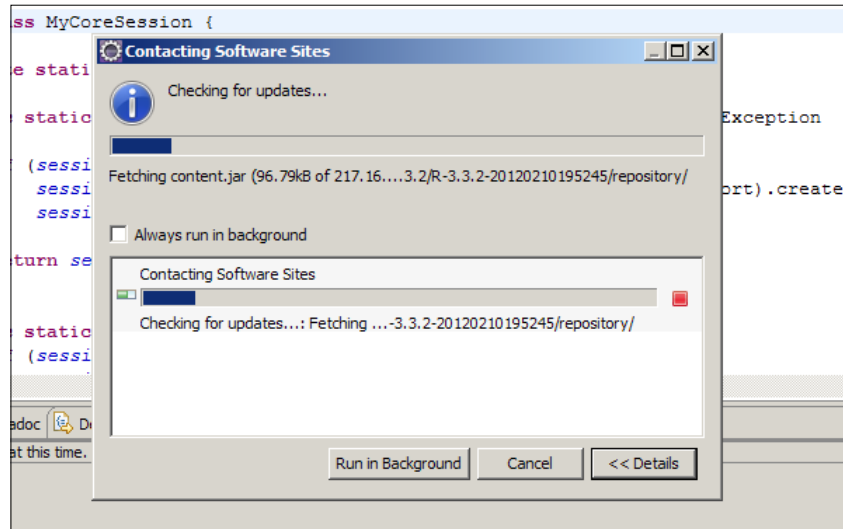 ss MyCoreSession {
Contacting Software Sites
e stati
Checking for updates...
static
Exception
(sessi
Fetching content.jar (96.79kB of 217.16....3.2/R-3.3.2-20120210195245/repository/
sessi
ort).create
sessi
Always run in background
turn se
Contacting Software Sites
Checking for updates...: Fetching ...-3.3.2-20120210195245/repository/
static
(sessi
adoc
D
at this time.
Run in Background
Cancel
<< Details